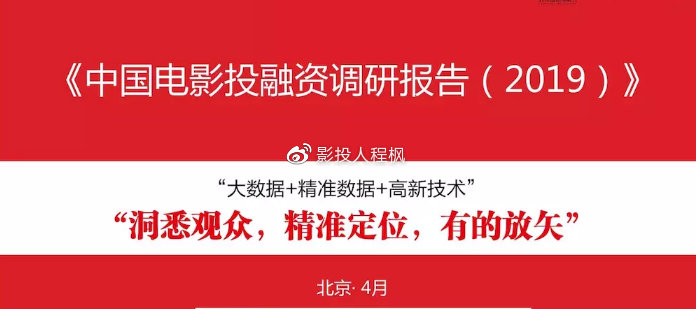 《中国电影投融资调研报告（2019）》
影投人程枫
“大数据+精准数据+高新技术”
“洞悉观众，精准定位，有的放矢”
北京· 4月